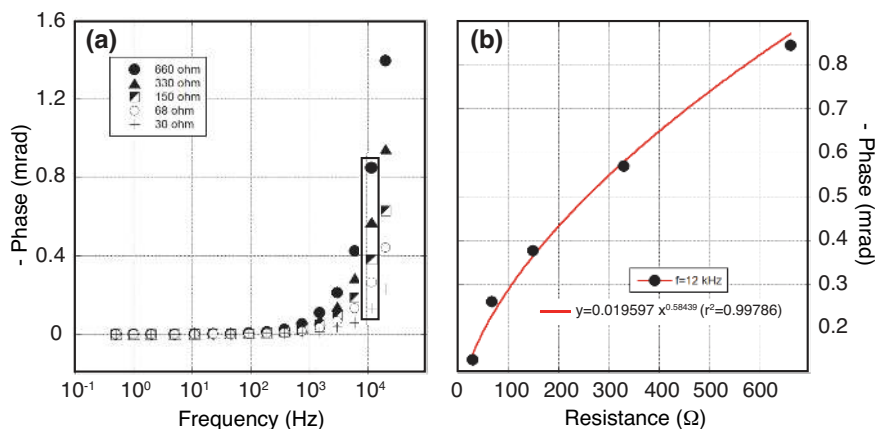 (a)
1.6
1.2
0.8
0.4
0
- Phase (mrad)
660 ohm
330 ohm
150 ohm
68 ohm
30 ohm
10⁻¹ 10⁰ 10¹ 10² 10³ 10⁴
Frequency (Hz)
(b)
0.8
0.7
0.6
0.5
0.4
0.3
0.2
- Phase (mrad)
f=12 kHz
y=0.019597 x^0.58439 (r²=0.99786)
0 100 200 300 400 500 600
Resistance (Ω)